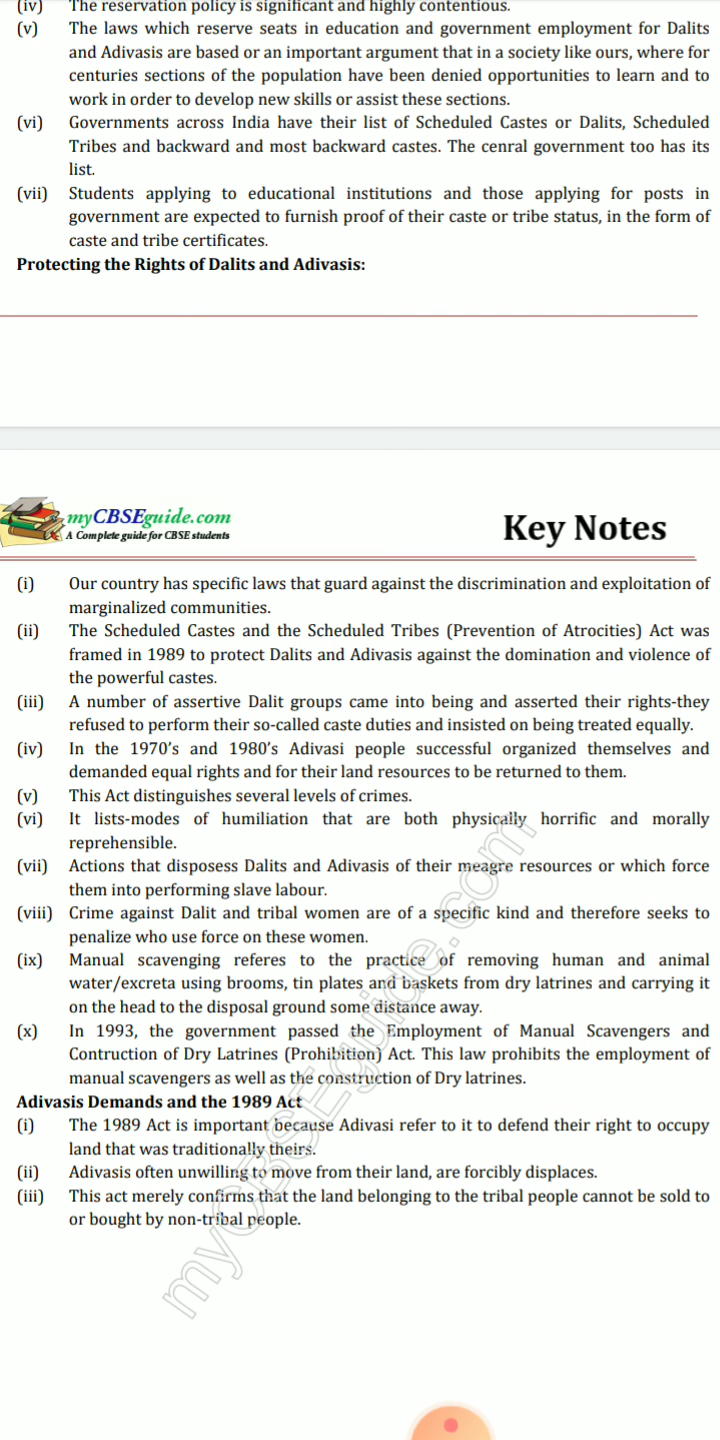 (iv) The reservation policy is significant and highly contentious.
(v) The laws which reserve seats in education and government employment for Dalits
and Adivasis are based or an important argument that in a society like ours, where for
centuries sections of the population have been denied opportunities to learn and to
work in order to develop new skills or assist these sections.
(vi) Governments across India have their list of Scheduled Castes or Dalits, Scheduled
Tribes and backward and most backward castes. The cenral government too has its
list.
(vii) Students applying to educational institutions and those applying for posts in
government are expected to furnish proof of their caste or tribe status, in the form of
caste and tribe certificates.
Protecting the Rights of Dalits and Adivasis:
myCBSEguide.com
A Complete guide for CBSE students
Key Notes
(i) Our country has specific laws that guard against the discrimination and exploitation of
marginalized communities.
(ii) The Scheduled Castes and the Scheduled Tribes (Prevention of Atrocities) Act was
framed in 1989 to protect Dalits and Adivasis against the domination and violence of
the powerful castes.
(iii) A number of assertive Dalit groups came into being and asserted their rights-they
refused to perform their so-called caste duties and insisted on being treated equally.
(iv) In the 1970's and 1980's Adivasi people successful organized themselves and
demanded equal rights and for their land resources to be returned to them.
(v) This Act distinguishes several levels of crimes.
(vi) It lists-modes of humiliation that are both physically horrific and morally
reprehensible.
(vii) Actions that disposess Dalits and Adivasis of their meagre resources or which force
them into performing slave labour.
(viii) Crime against Dalit and tribal women are of a specific kind and therefore seeks to
penalize who use force on these women.
(ix) Manual scavenging referes to the practice of removing human and animal
water/excreta using brooms, tin plates and baskets from dry latrines and carrying it
on the head to the disposal ground some distance away.
(x) In 1993, the government passed the Employment of Manual Scavengers and
Contruction of Dry Latrines (Prohibition) Act. This law prohibits the employment of
manual scavengers as well as the construction of Dry latrines.
Adivasis Demands and the 1989 Act
(i) The 1989 Act is important because Adivasi refer to it to defend their right to occupy
land that was traditionally theirs.
(ii) Adivasis often unwilling to move from their land, are forcibly displaces.
(iii) This act merely confirms that the land belonging to the tribal people cannot be sold to
or bought by non-tribal people.
myCBSEguide.com